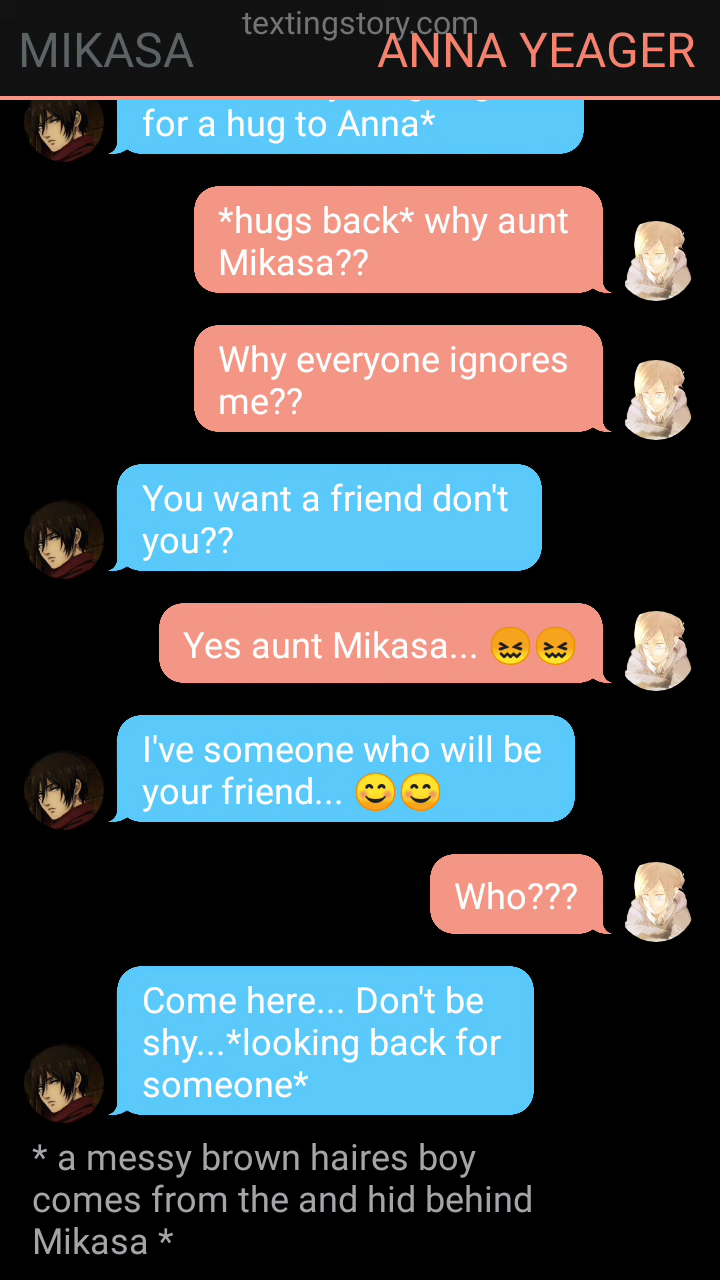 textingstory.com
MIKASA
ANNA YEAGER
for a hug to Anna*
*hugs back* why aunt
Mikasa??
Why everyone ignores
me??
You want a friend don't
you??
Yes aunt Mikasa... 😖😖
I've someone who will be
your friend... 😊😊
Who???
Come here... Don't be
shy...*looking back for
someone*
* a messy brown haires boy
comes from the and hid behind
Mikasa *